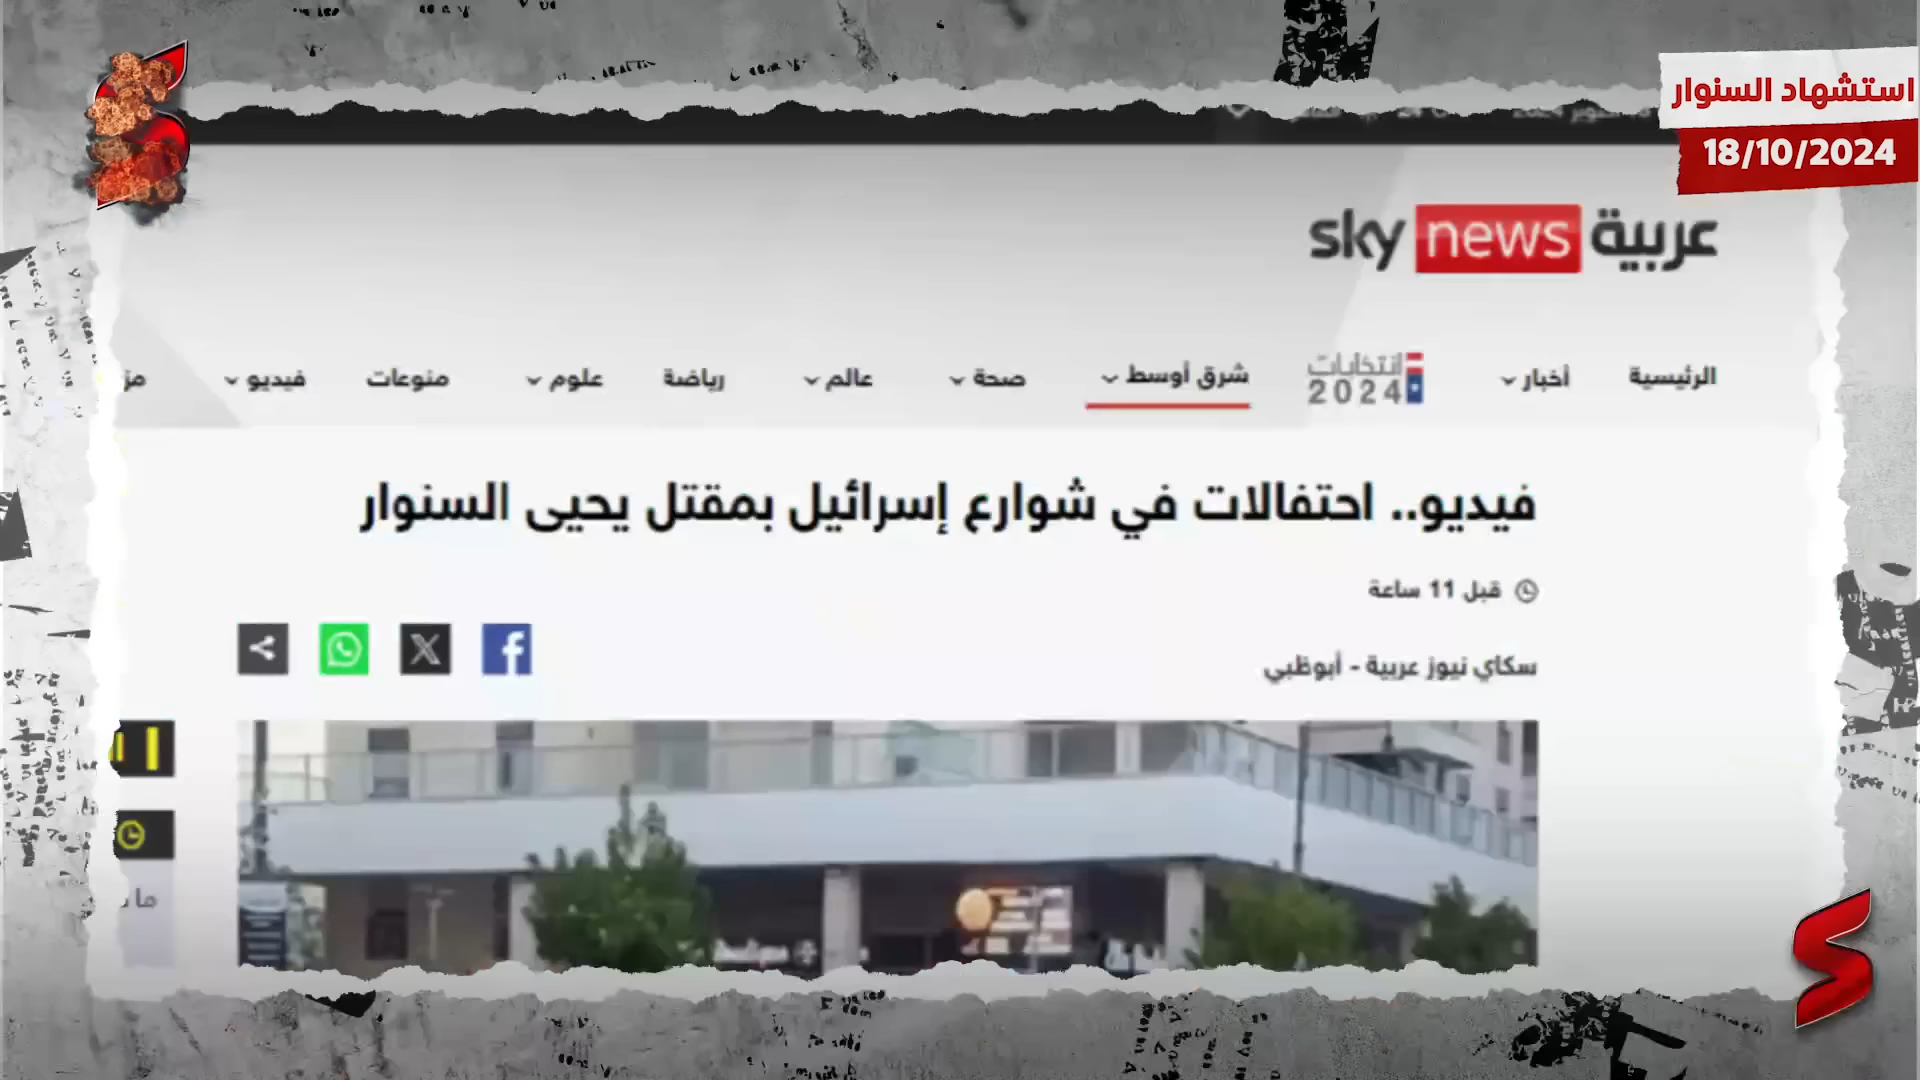 استشهاد السنوار
18/10/2024
sky news عربية
الرئيسية أخبار انتخابات 2024 شرق أوسط صحة عالم رياضة علوم منوعات فيديو
فيديو.. احتفالات في شوارع إسرائيل بمقتل يحيى السنوار
قبل 11 ساعة
سكاي نيوز عربية - أبوظبي